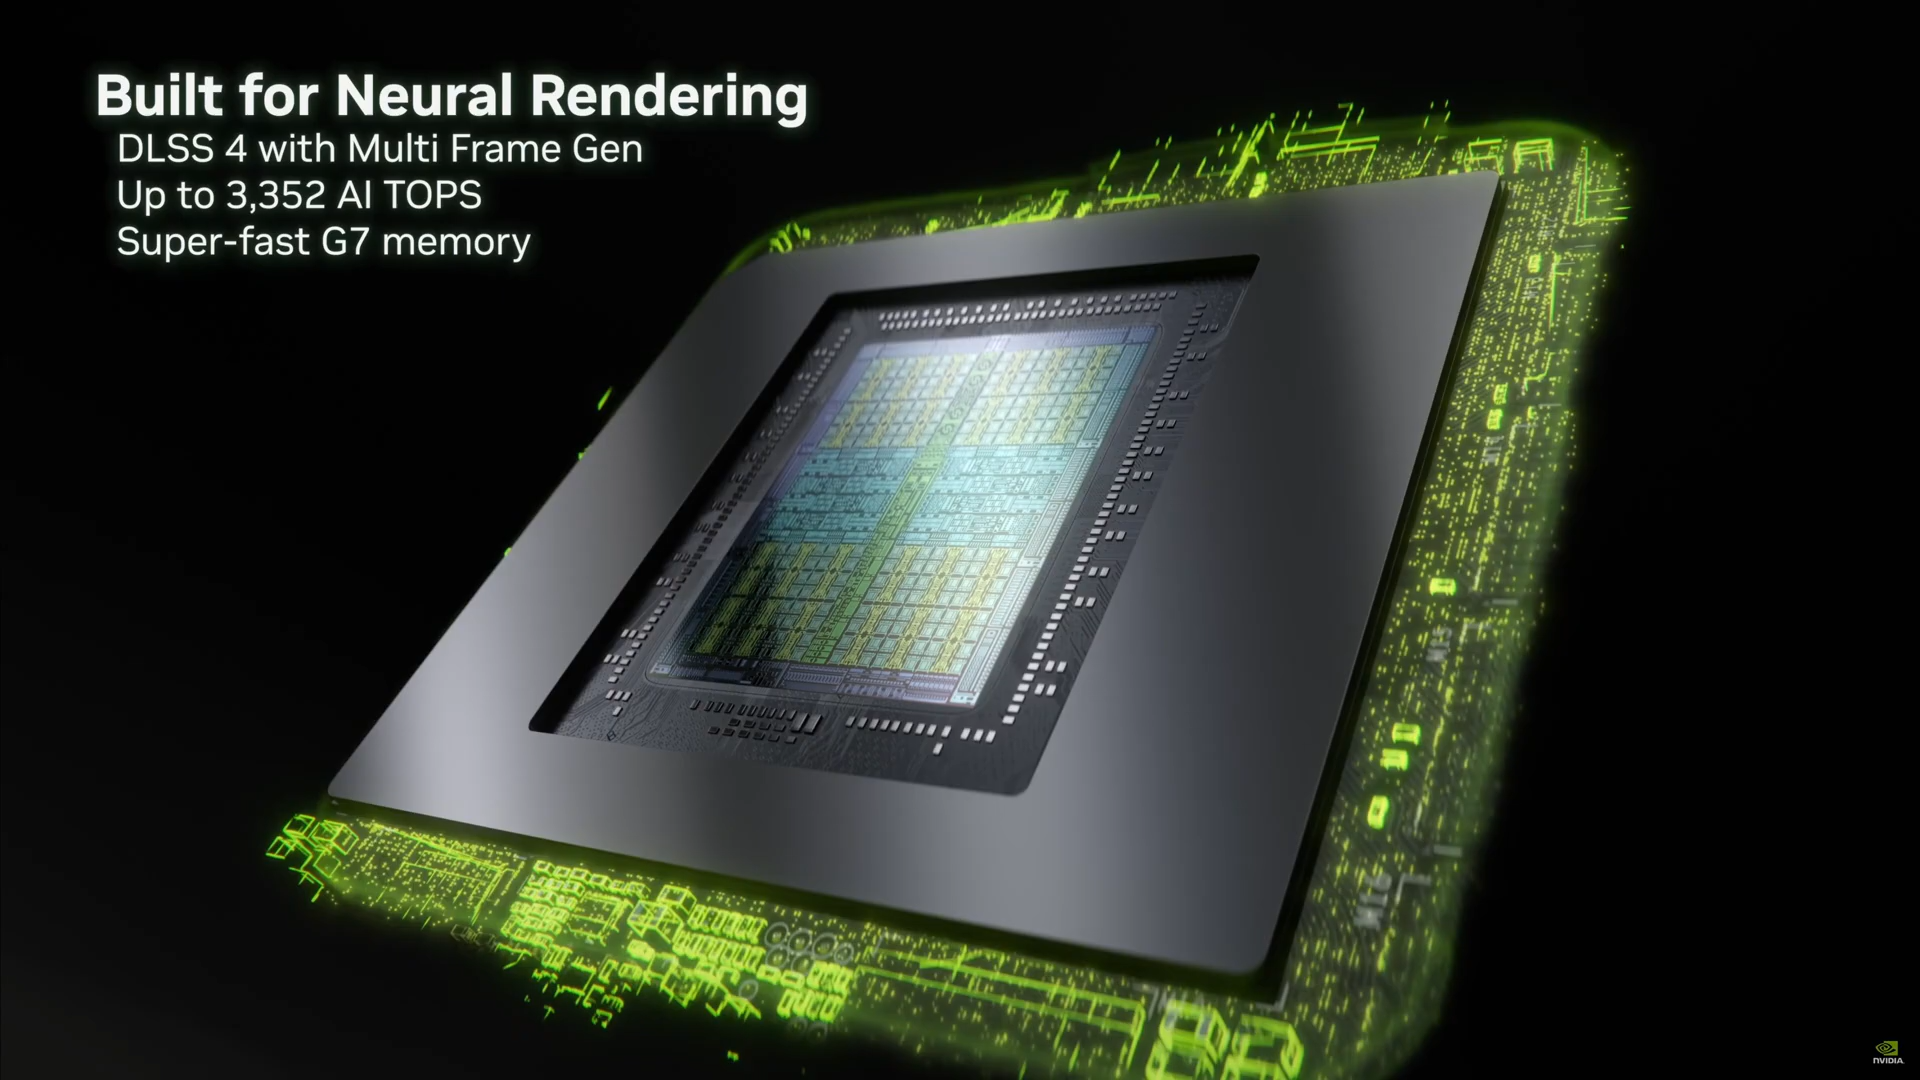 Built for Neural Rendering
DLSS 4 with Multi Frame Gen
Up to 3,352 AI TOPS
Super-fast G7 memory
NVIDIA